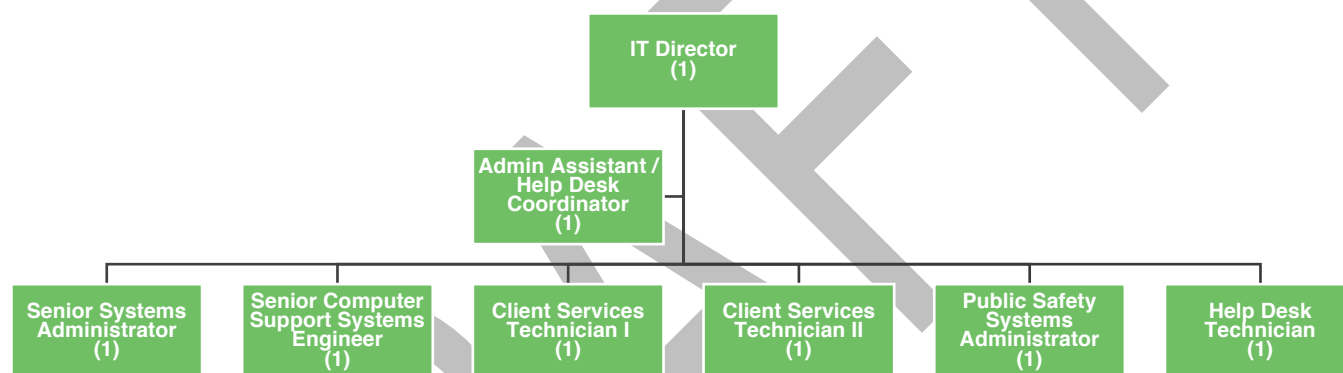 IT Director
(1)
Admin Assistant /
Help Desk
Coordinator
(1)
Senior Systems
Administrator
(1)
Senior Computer
Support Systems
Engineer
(1)
Client Services
Technician I
(1)
Client Services
Technician II
(1)
Public Safety
Systems
Administrator
(1)
Help Desk
Technician
(1)